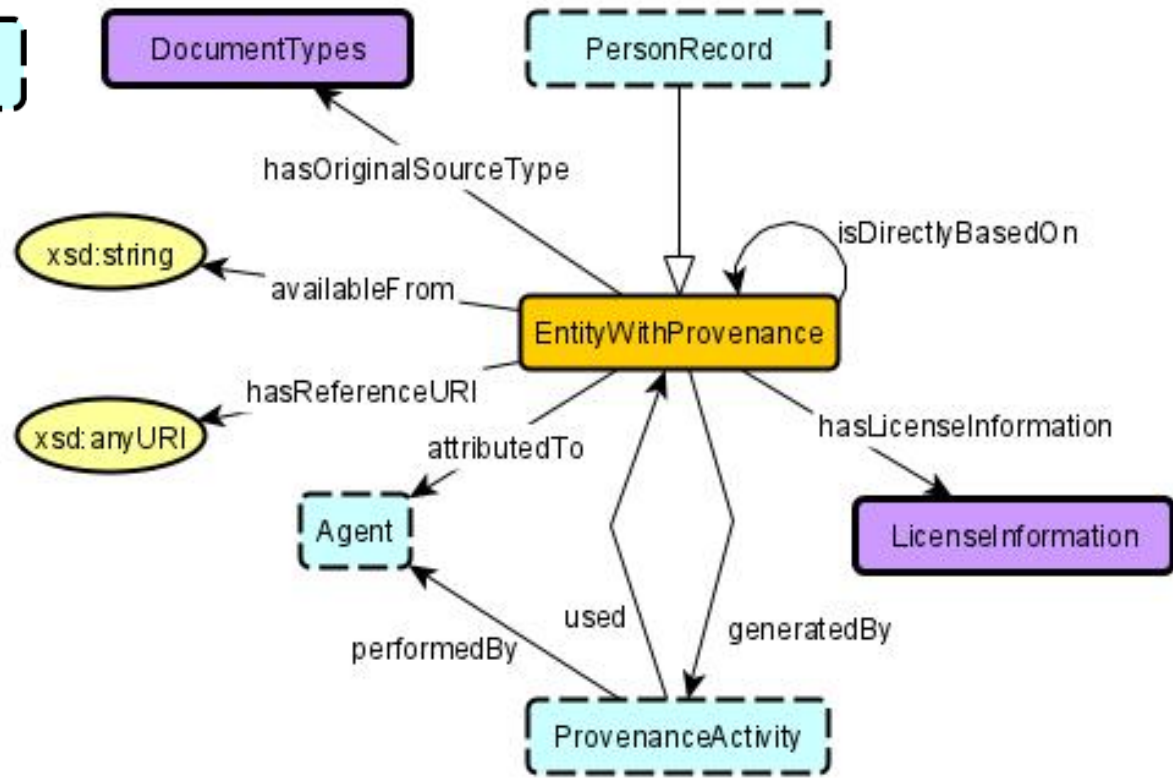 DocumentTypes
PersonRecord
hasOriginalSourceType
xsd:string
isDirectlyBasedOn
availableFrom
EntityWithProvenance
hasReferenceURI
xsd:anyURI
attributedTo
hasLicenseInformation
Agent
LicenseInformation
used
generatedBy
performedBy
ProvenanceActivity